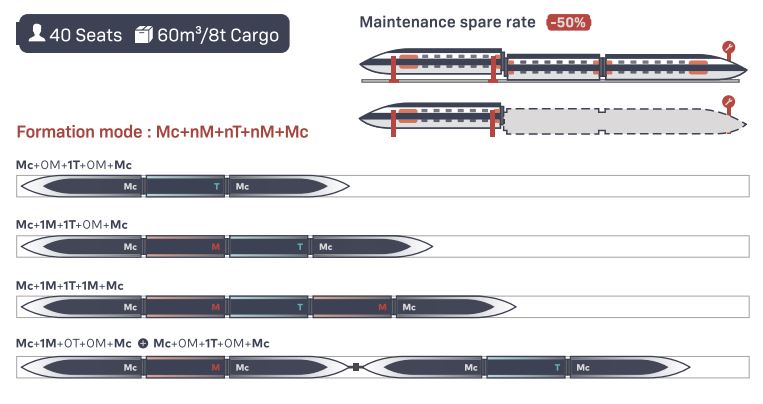 40 Seats 60m³/8t Cargo
Maintenance spare rate -50%
Formation mode : Mc+nM+nT+nM+Mc
Mc+0M+1T+0M+Mc
Mc T Mc
Mc+1M+1T+0M+Mc
Mc M T Mc
Mc+1M+1T+1M+Mc
Mc M T M Mc
Mc+1M+0T+0M+Mc + Mc+0M+1T+0M+Mc
Mc M Mc Mc T Mc